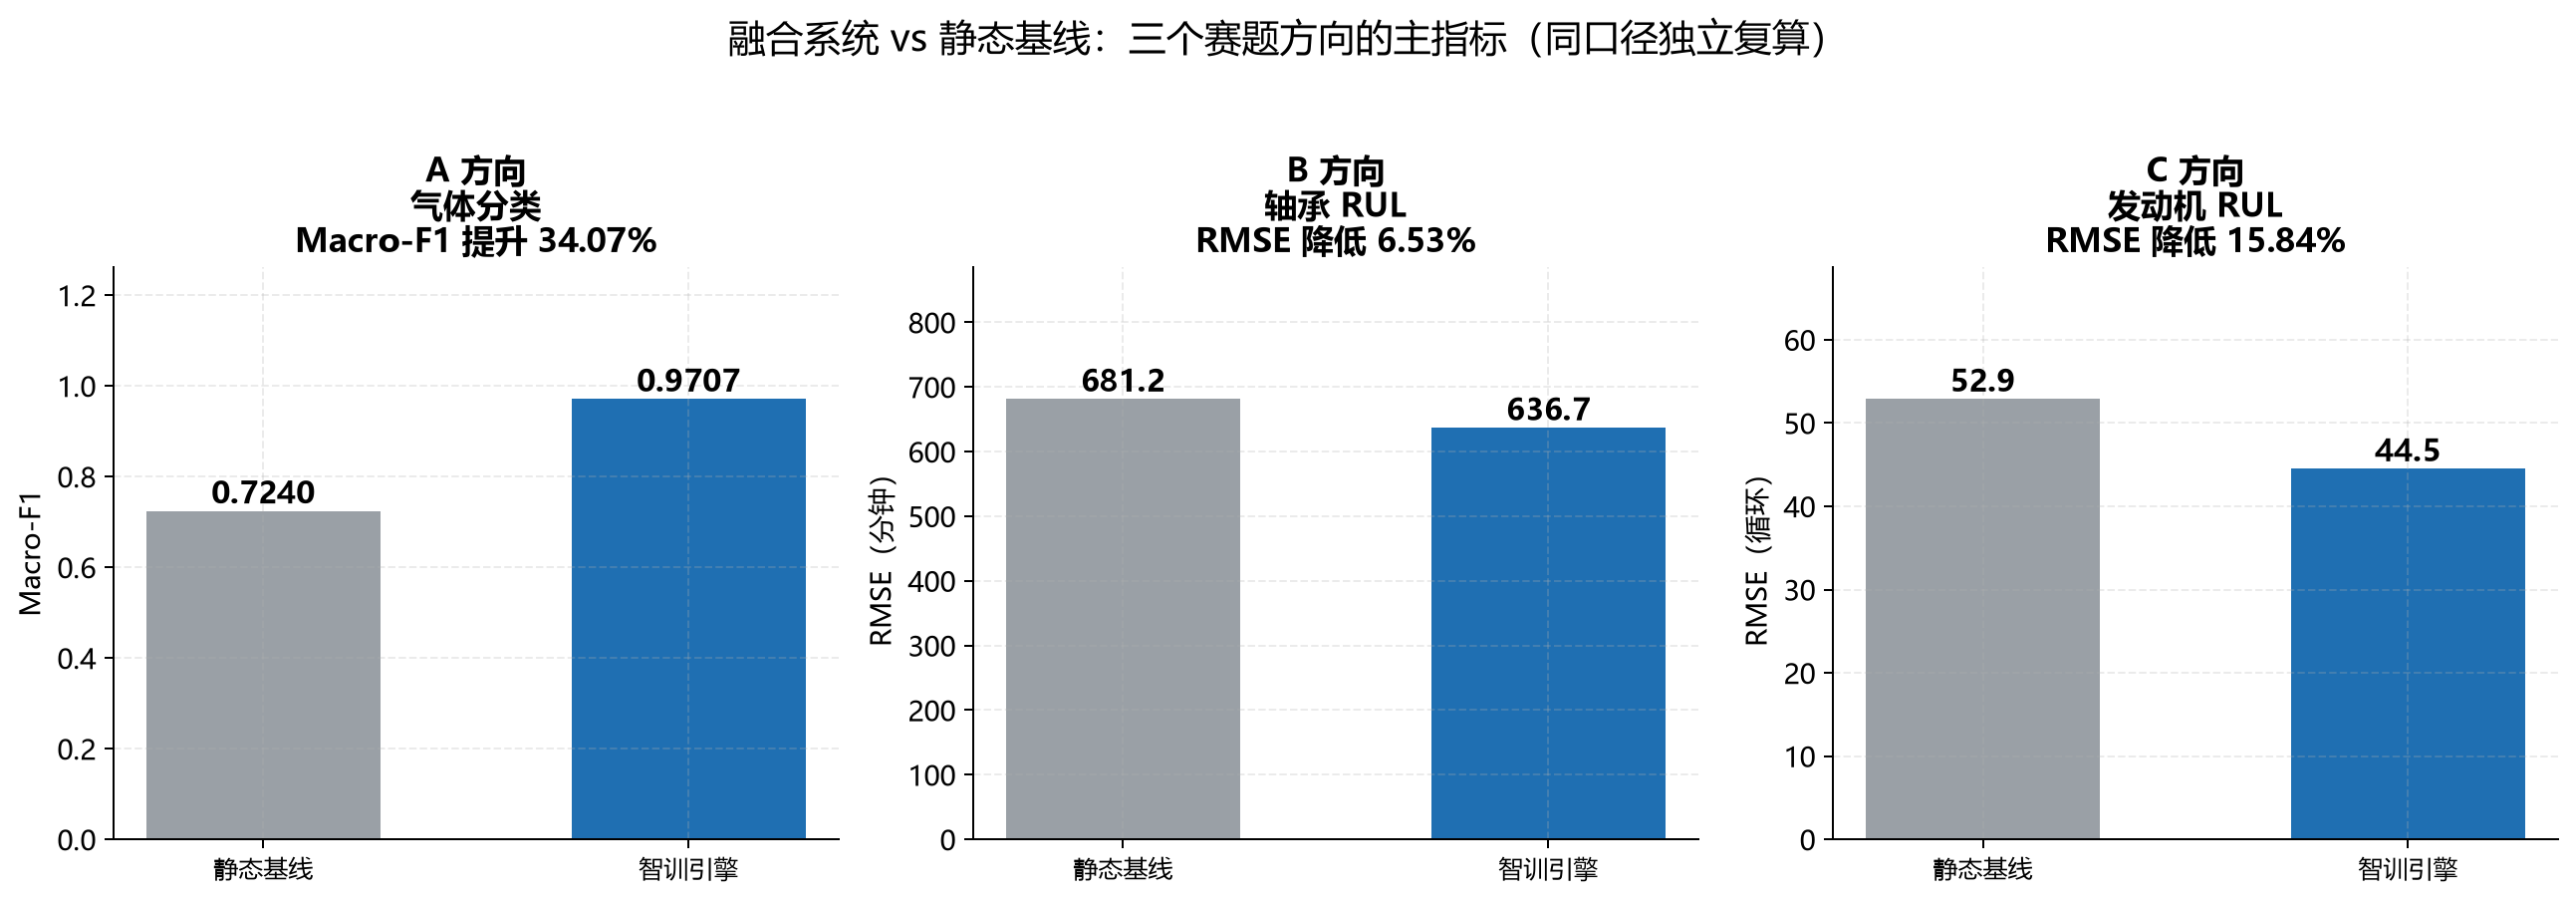 融合系统 vs 静态基线：三个赛题方向的主指标（同口径独立复算）
A 方向
气体分类
Macro-F1 提升 34.07%
Macro-F1
1.2
1.0
0.8
0.6
0.4
0.2
0.0
0.7240
0.9707
静态基线
智训引擎
B 方向
轴承 RUL
RMSE 降低 6.53%
RMSE（分钟）
800
700
600
500
400
300
200
100
0
681.2
636.7
静态基线
智训引擎
C 方向
发动机 RUL
RMSE 降低 15.84%
RMSE（循环）
60
50
40
30
20
10
0
52.9
44.5
静态基线
智训引擎